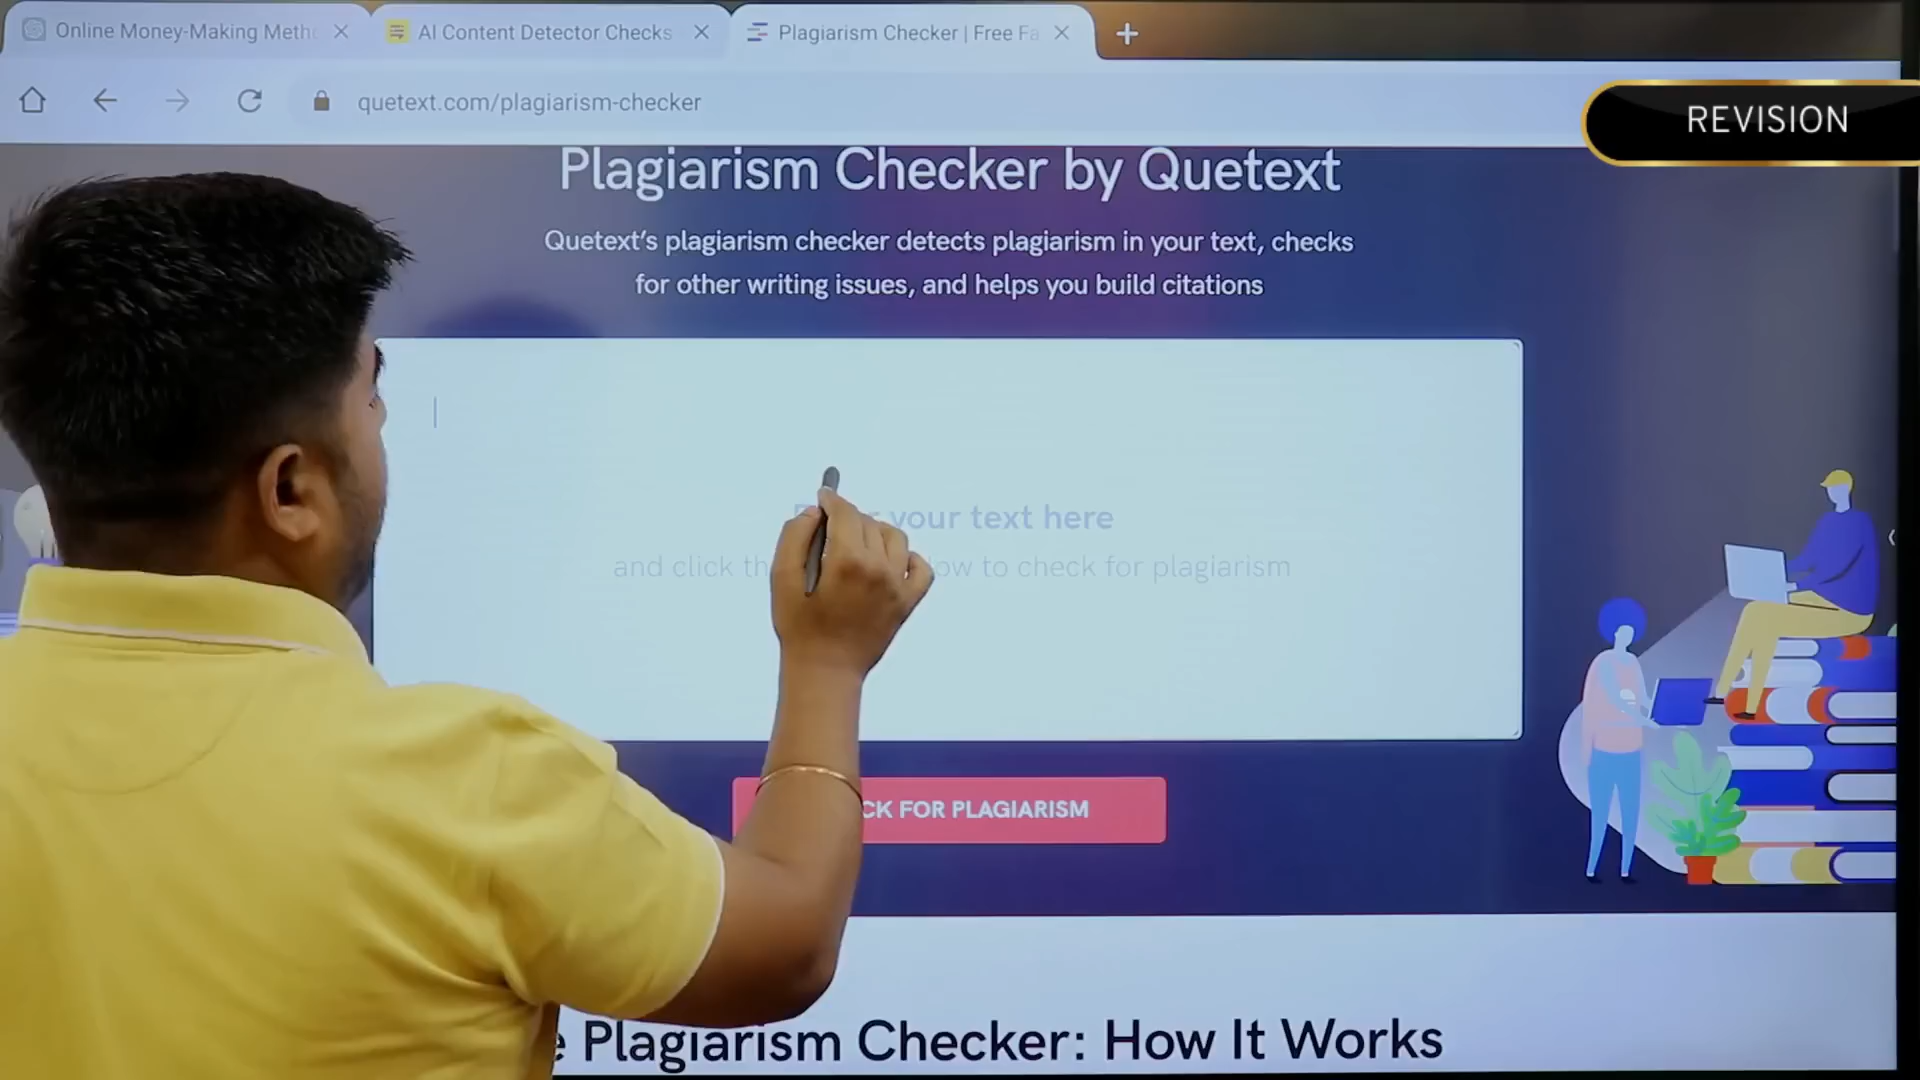 Online Money-Making Meth
AI Content Detector Checks
Plagiarism Checker | Free Fa
quetext.com/plagiarism-checker
REVISION
Plagiarism Checker by Quetext
Quetext's plagiarism checker detects plagiarism in your text, checks
for other writing issues, and helps you build citations
your text here
and click th ow to check for plagiarism
CK FOR PLAGIARISM
e Plagiarism Checker: How It Works